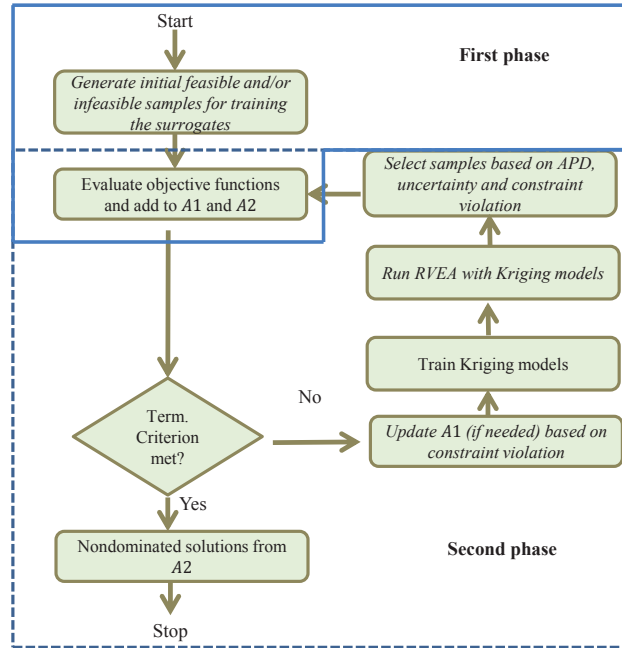 Start
First phase
Generate initial feasible and/or
infeasible samples for training
the surrogates
Evaluate objective functions
and add to A1 and A2
Select samples based on APD,
uncertainty and constraint
violation
Run RVEA with Kriging models
Train Kriging models
Update A1 (if needed) based on
constraint violation
No
Term.
Criterion
met?
Yes
Nondominated solutions from
A2
Second phase
Stop